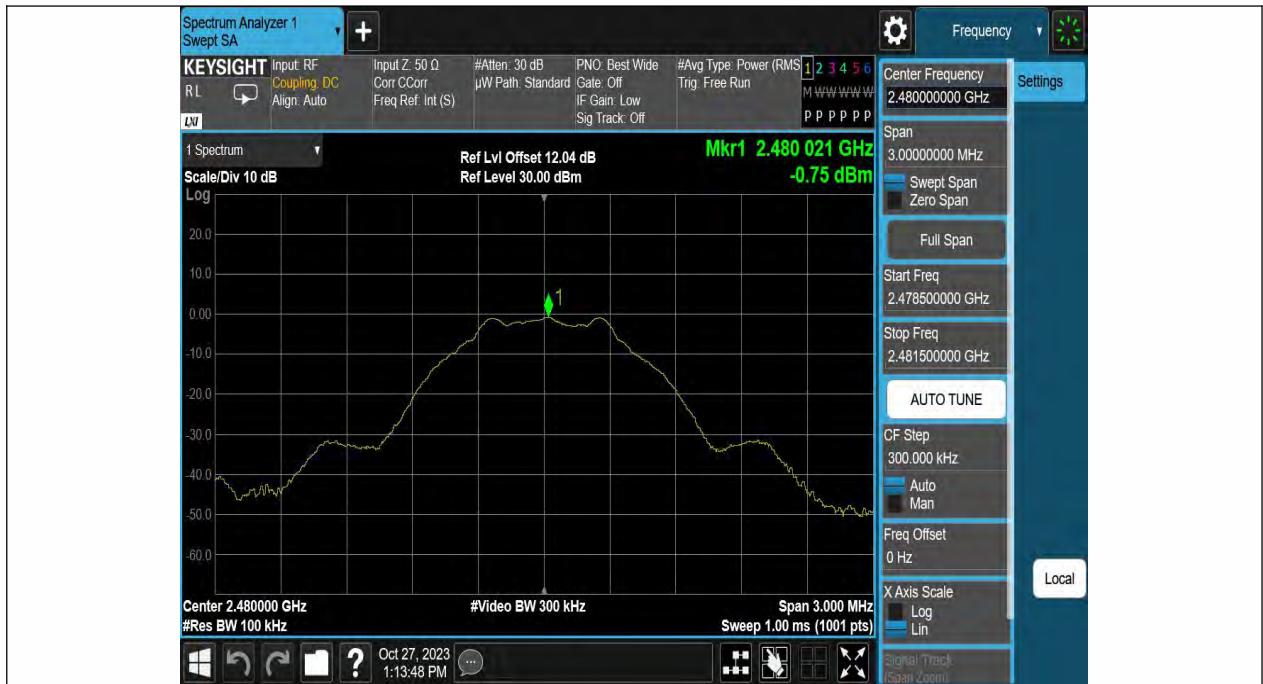 Spectrum Analyzer 1
Swept SA
+
Frequency
KEYSIGHT
RL
LXI
Input: RF
Coupling: DC
Align: Auto
Input Z: 50 Ω
Corr CCorr
Freq Ref: Int (S)
#Atten: 30 dB
µW Path: Standard
PNO: Best Wide
Gate: Off
IF Gain: Low
Sig Track: Off
#Avg Type: Power (RMS
Trig: Free Run
1 2 3 4 5 6
M W W W W W
P P P P P P
1 Spectrum
Scale/Div 10 dB
Ref Lvl Offset 12.04 dB
Ref Level 30.00 dBm
Mkr1 2.480 021 GHz
-0.75 dBm
Log
20.0
10.0
0.00
-10.0
-20.0
-30.0
-40.0
-50.0
-60.0
1
Center 2.480000 GHz
#Res BW 100 kHz
#Video BW 300 kHz
Span 3.000 MHz
Sweep 1.00 ms (1001 pts)
Center Frequency
2.480000000 GHz
Settings
Span
3.00000000 MHz
Swept Span
Zero Span
Full Span
Start Freq
2.478500000 GHz
Stop Freq
2.481500000 GHz
AUTO TUNE
CF Step
300.000 kHz
Auto
Man
Freq Offset
0 Hz
X Axis Scale
Log
Lin
Signal Track
(Span Zoom)
Local
?
Oct 27, 2023
1:13:48 PM